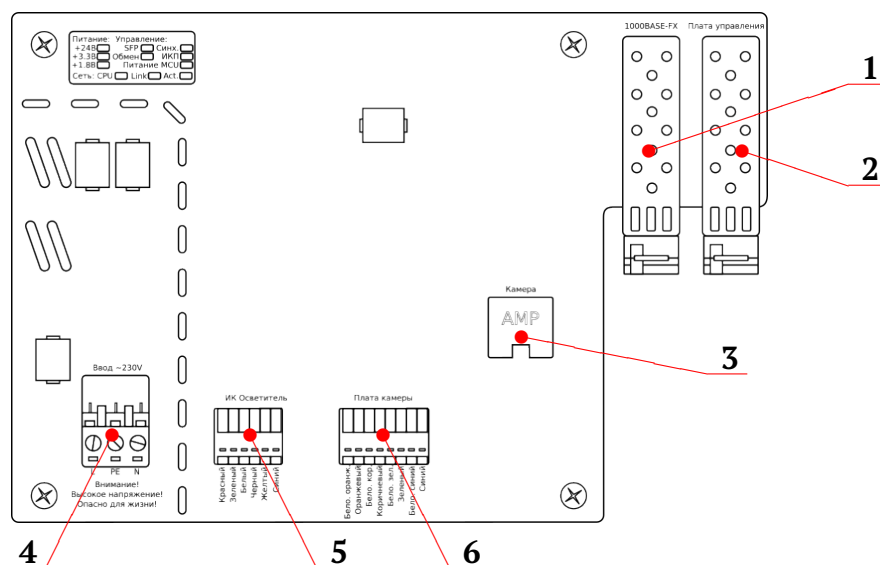 1000BASE-FX Плата управления
Питание: Управление:
+24В SFP Синх.
+3.3В Обмен ИКП
+1.8В Питание MCU
Сеть: CPU Link Act.
1
2
Камера
AMP
3
Ввод ~230V
L PE N
Внимание!
Высокое напряжение!
Опасно для жизни!
ИК Осветитель
Красный
Зеленый
Белый
Черный
Желтый
Синий
Плата камеры
Бело. оранж.
Оранжевый
Бело. кор.
Коричневый
Бело. зел.
Зеленый
Бело. синий
Синий
4
5
6